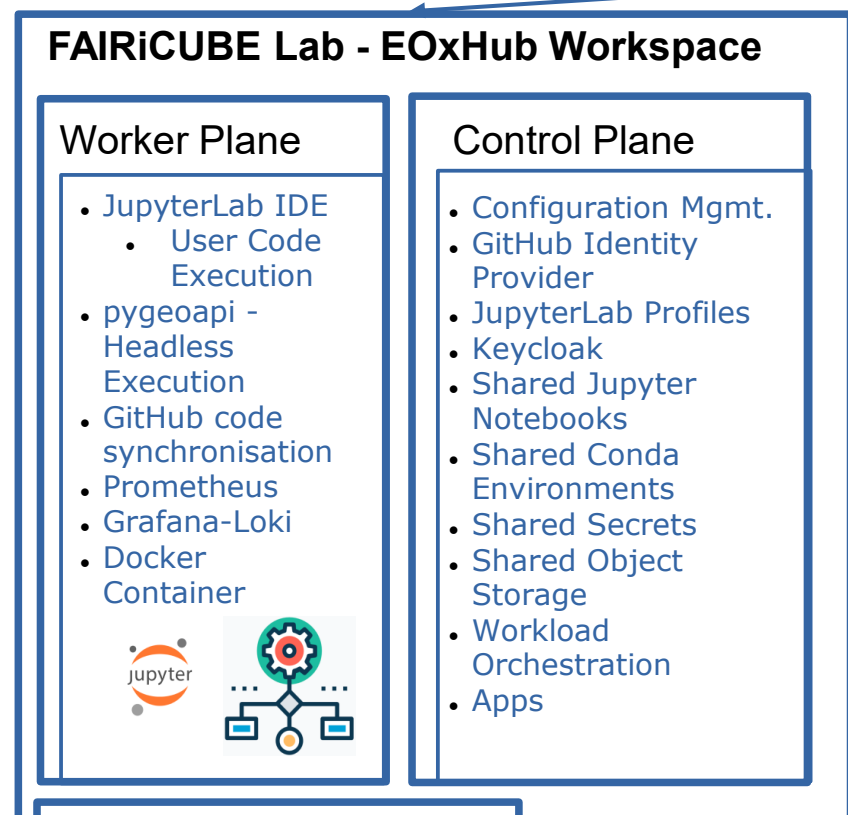 FAIRiCUBE Lab - EOxHub Workspace
Worker Plane
• JupyterLab IDE
• User Code
Execution
• pygeoapi -
Headless
Execution
• GitHub code
synchronisation
• Prometheus
• Grafana-Loki
• Docker
Container
jupyter
Control Plane
• Configuration Mgmt.
• GitHub Identity
Provider
• JupyterLab Profiles
• Keycloak
• Shared Jupyter
Notebooks
• Shared Conda
Environments
• Shared Secrets
• Shared Object
Storage
• Workload
Orchestration
• Apps